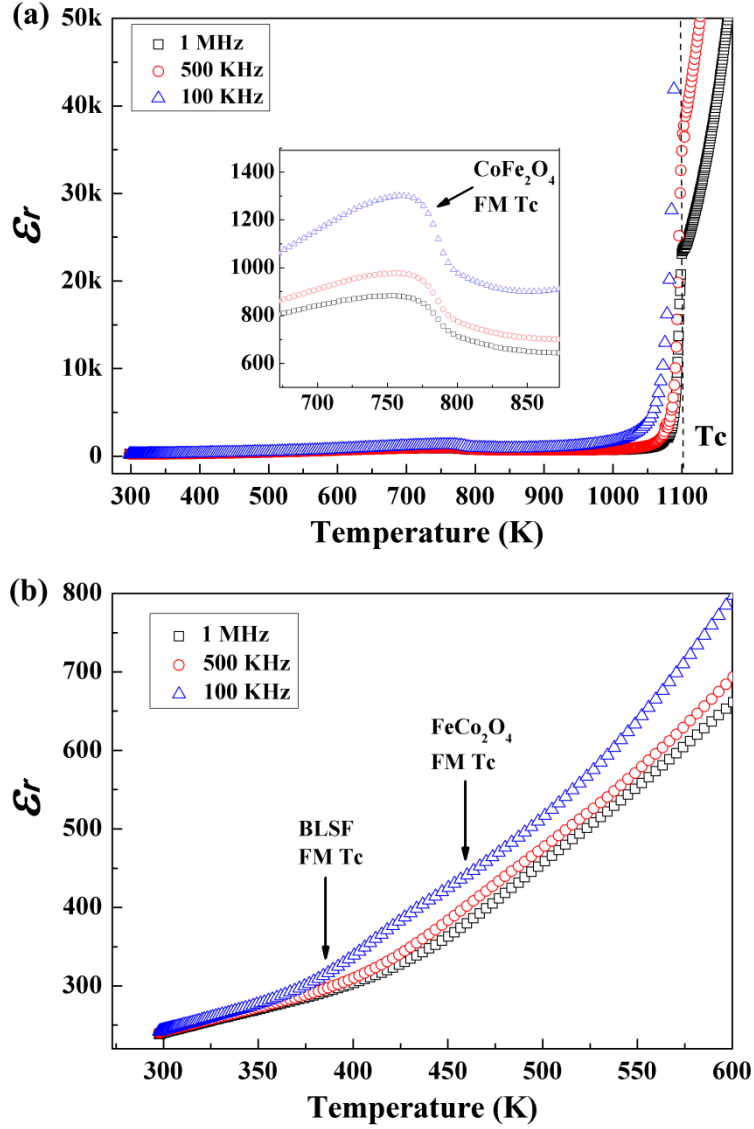 (a)
50k
40k
30k
20k
10k
0
εr
1 MHz
500 KHz
100 KHz
1400
1200
1000
800
600
700 750 800 850
CoFe₂O₄
FM Tc
Tc
300 400 500 600 700 800 900 1000 1100
Temperature (K)
(b)
800
700
600
500
400
300
εr
1 MHz
500 KHz
100 KHz
FeCo₂O₄
FM Tc
BLSF
FM Tc
300 350 400 450 500 550 600
Temperature (K)